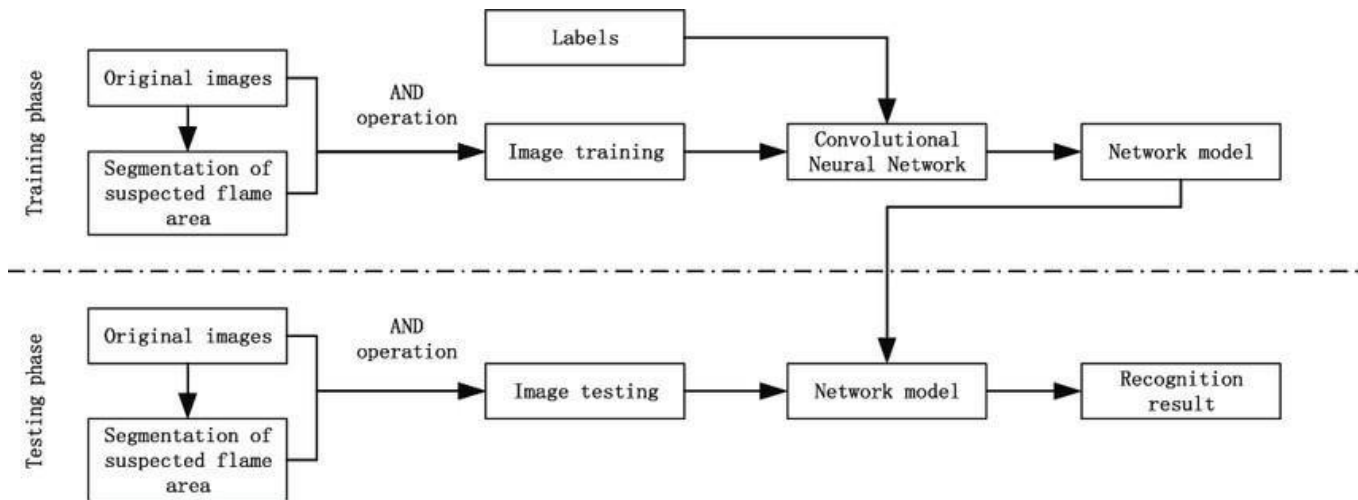 Training phase
Original images
Segmentation of
suspected flame
area
AND
operation
Labels
Image training
Convolutional
Neural Network
Network model
Testing phase
Original images
Segmentation of
suspected flame
area
AND
operation
Image testing
Network model
Recognition
result